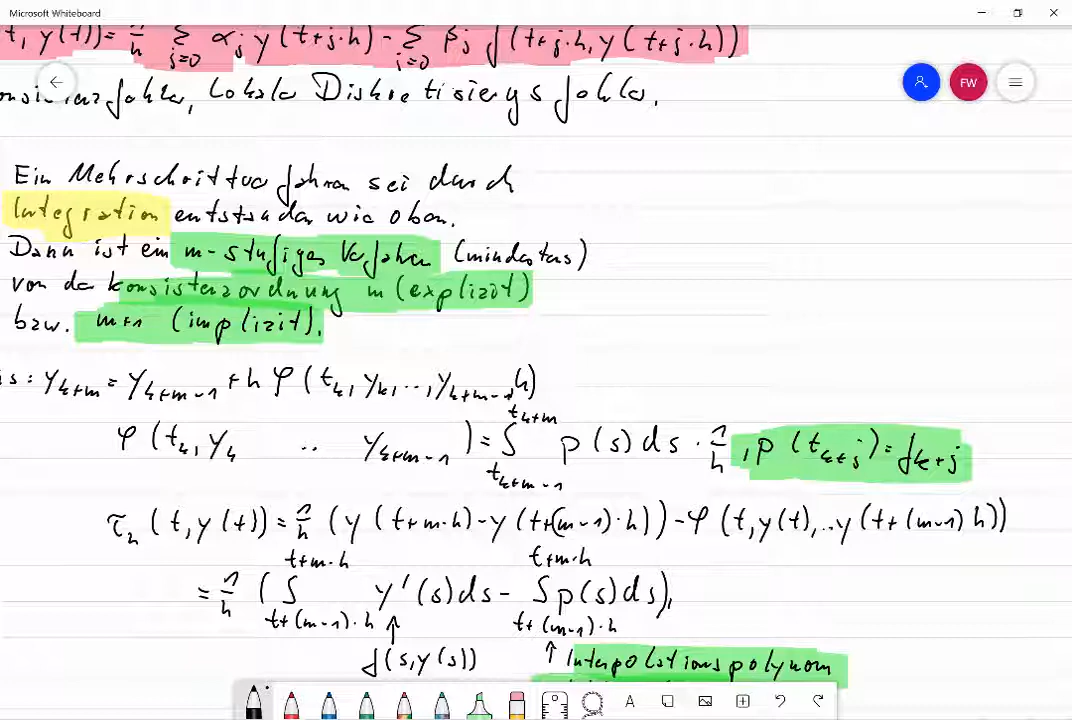 Microsoft Whiteboard
t, y(t)) = 1/h Σ_{j=0} α_j y(t+j·h) - Σ_{j=0} β_j f(t+j·h, y(t+j·h))
FW
Lokaler Diskretisierungsfehler.
Ein Mehrschrittverfahren sei durch
Integration entstanden wie oben.
Dann ist ein m-stufiges Verfahren (mindestens)
von der Konsistenzordnung m (explizit)
bzw. m+1 (implizit).
s: y_{k+m} = y_{k+m-1} + h φ(t_k, y_k, ..., y_{k+m-1}, h)
φ(t_k, y_k .. y_{k+m-1}) = ∫_{t_{k+m-1}}^{t_{k+m}} p(s) ds · 1/h, p(t_{k+j}) = f_{k+j}
τ_h(t, y(t)) = 1/h (y(t+m·h) - y(t+(m-1)·h)) - φ(t, y(t), .. y(t+(m-1)h))
= 1/h (∫_{t+(m-1)·h}^{t+m·h} y'(s) ds - ∫_{t+(m-1)·h}^{t+m·h} p(s) ds),
↑ f(s, y(s)) ↑ Interpolationspolynom